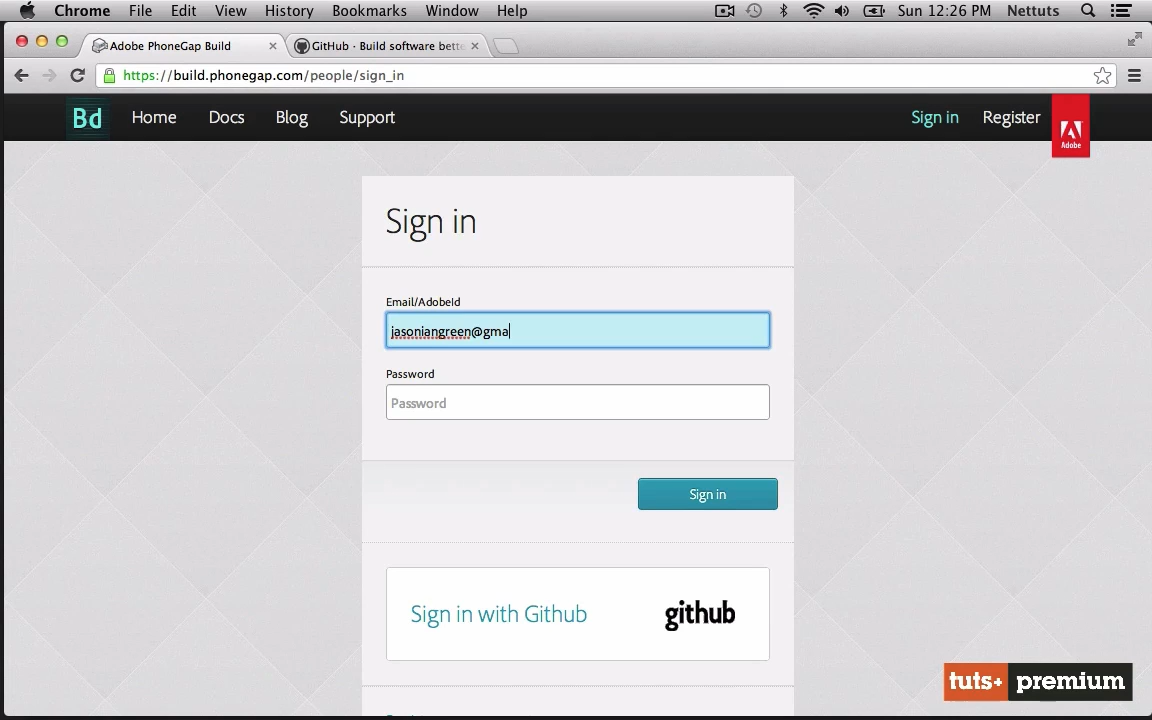 Chrome File Edit View History Bookmarks Window Help Sun 12:26 PM Nettuts
Adobe PhoneGap Build GitHub · Build software bette
https://build.phonegap.com/people/sign_in
Bd Home Docs Blog Support Sign in Register
Adobe
Sign in
Email/AdobeId
jasoniangreen@gma
Password
Password
Sign in
Sign in with Github github
tuts+ premium